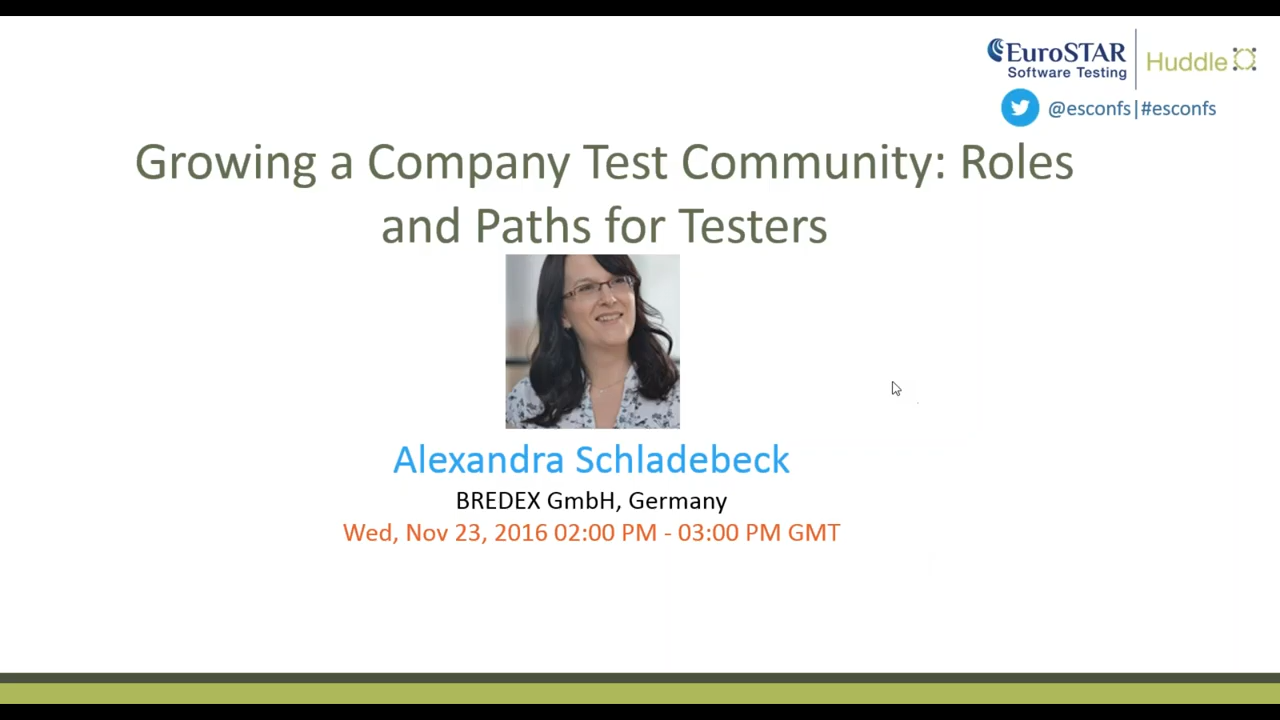 EuroSTAR
Software Testing
Huddle
@esconfs|#esconfs
Growing a Company Test Community: Roles
and Paths for Testers
Alexandra Schladebeck
BREDEX GmbH, Germany
Wed, Nov 23, 2016 02:00 PM - 03:00 PM GMT